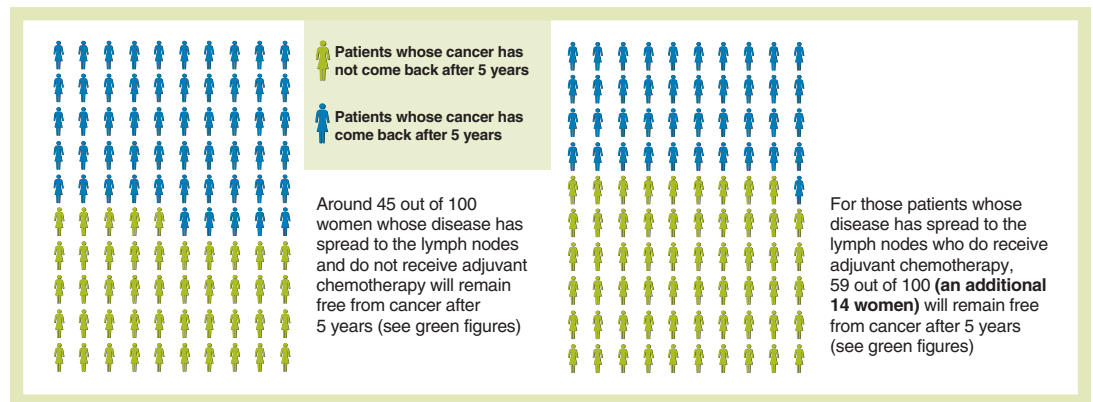 Patients whose cancer has
not come back after 5 years
Patients whose cancer has
come back after 5 years
Around 45 out of 100
women whose disease has
spread to the lymph nodes
and do not receive adjuvant
chemotherapy will remain
free from cancer after
5 years (see green figures)
For those patients whose
disease has spread to the
lymph nodes who do receive
adjuvant chemotherapy,
59 out of 100 (an additional
14 women) will remain free
from cancer after 5 years
(see green figures)